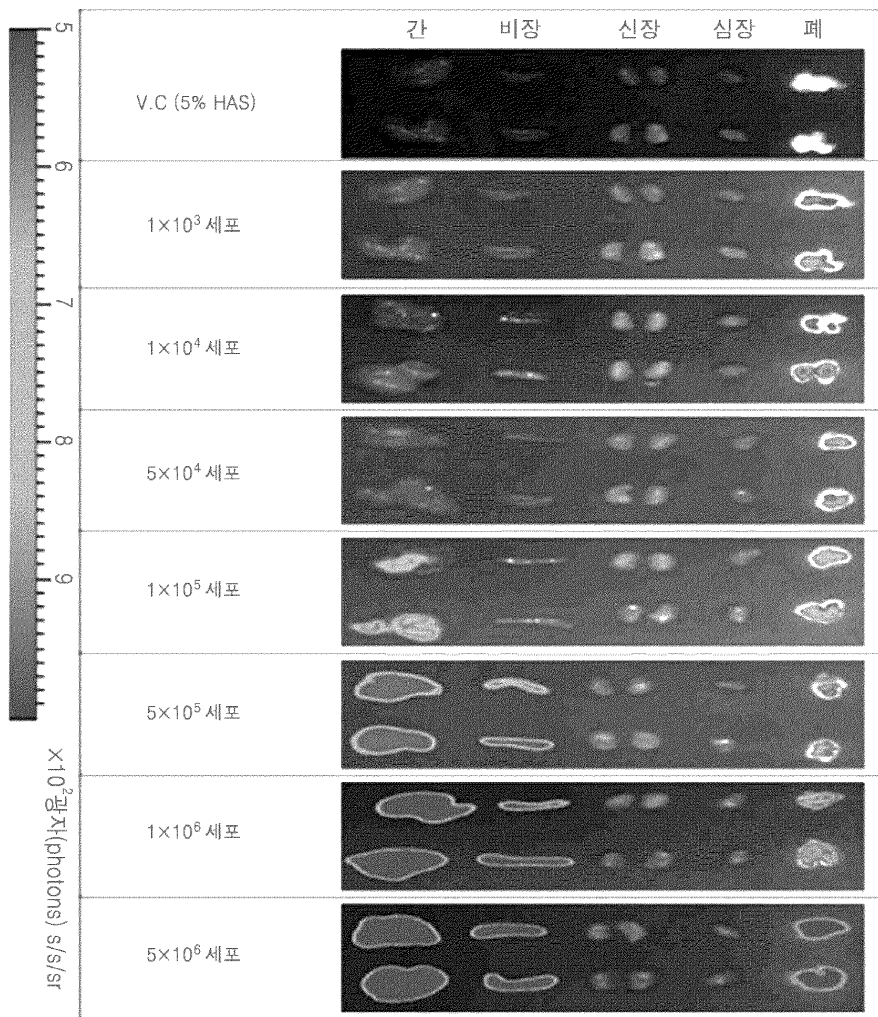 간 비장 신장 심장 폐
V.C (5% HAS)
1×10³ 세포
1×10⁴ 세포
5×10⁴ 세포
1×10⁵ 세포
5×10⁵ 세포
1×10⁶ 세포
5×10⁶ 세포
5
6
7
8
9
×10²광자(photons) s/s/sr